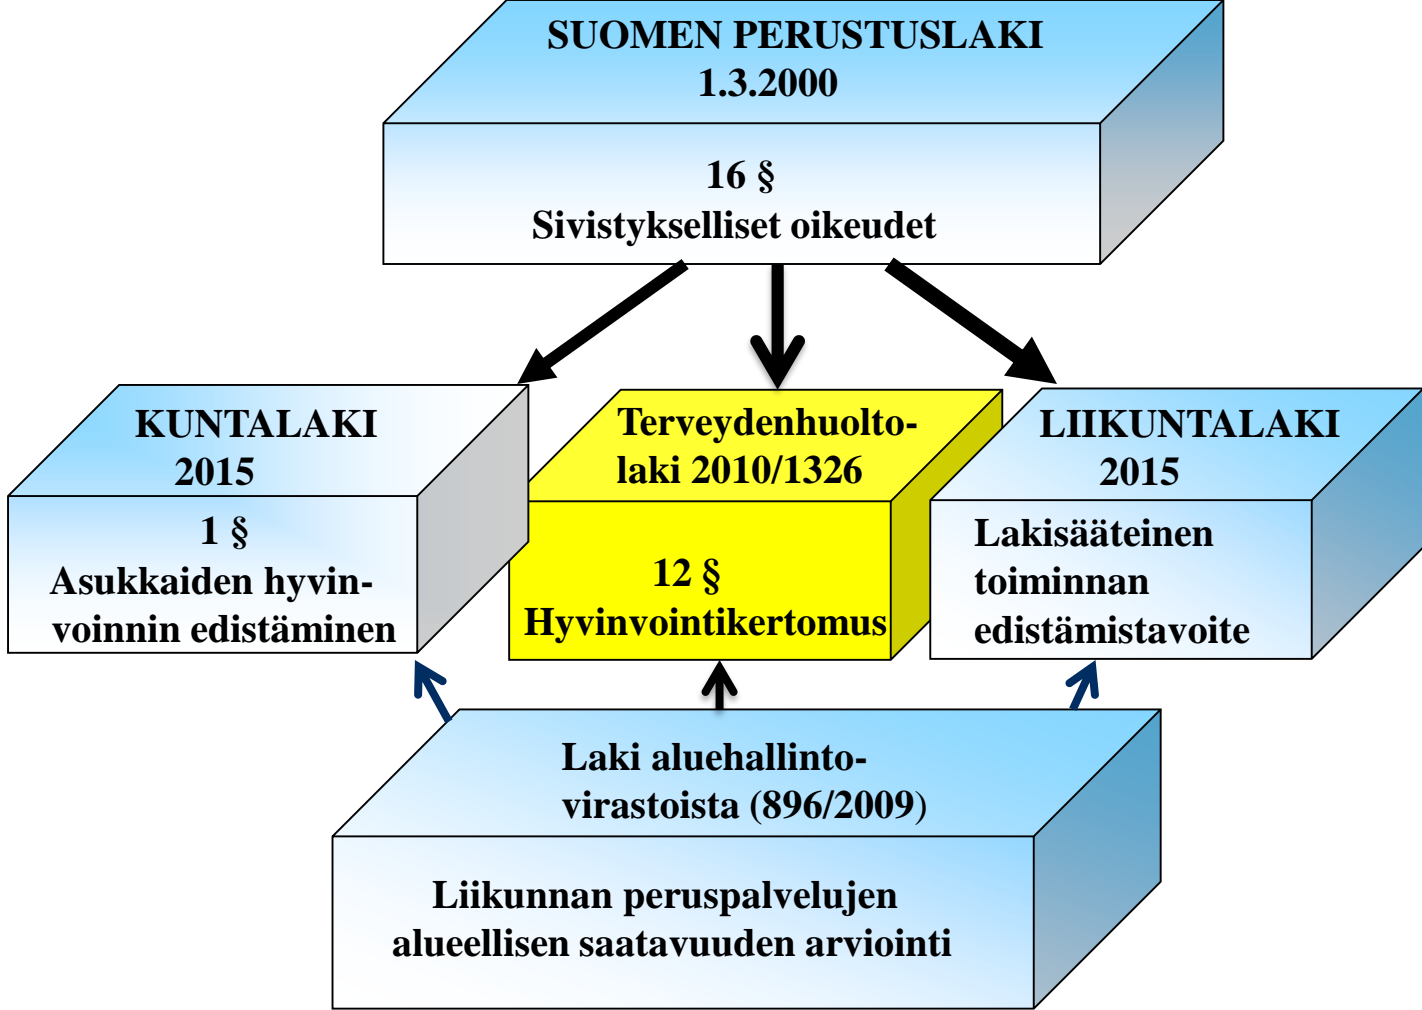 SUOMEN PERUSTUSLAKI
1.3.2000
16 §
Sivistykselliset oikeudet
KUNTALAKI
2015
1 §
Asukkaiden hyvin-
voinnin edistäminen
Terveydenhuolto-
laki 2010/1326
12 §
Hyvinvointikertomus
LIIKUNTALAKI
2015
Lakisääteinen
toiminnan
edistämistavoite
Laki aluehallinto-
virastoista (896/2009)
Liikunnan peruspalvelujen
alueellisen saatavuuden arviointi